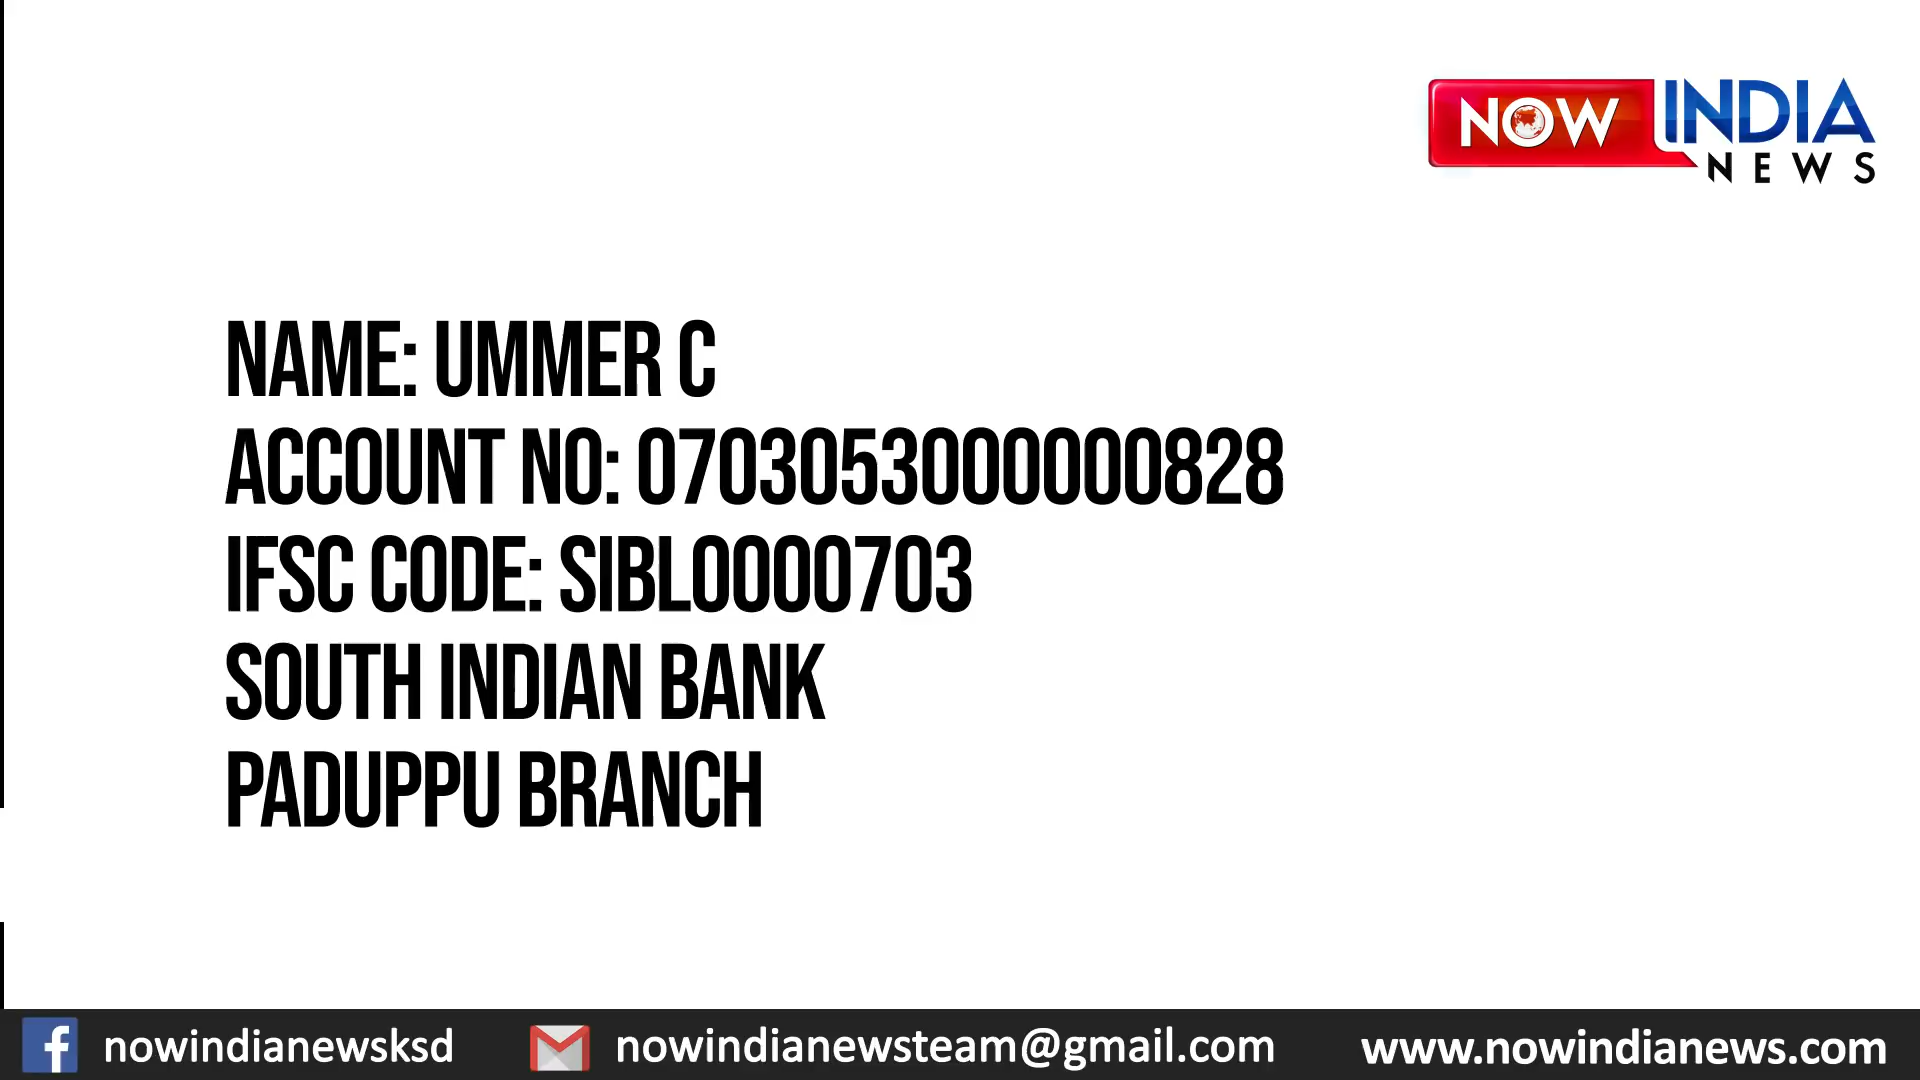 NOW INDIA
NEWS
NAME: UMMER C
ACCOUNT NO: 0703053000000828
IFSC CODE: SIBL0000703
SOUTH INDIAN BANK
PADUPPU BRANCH
nowindianewsksd nowindianewsteam@gmail.com www.nowindianews.com